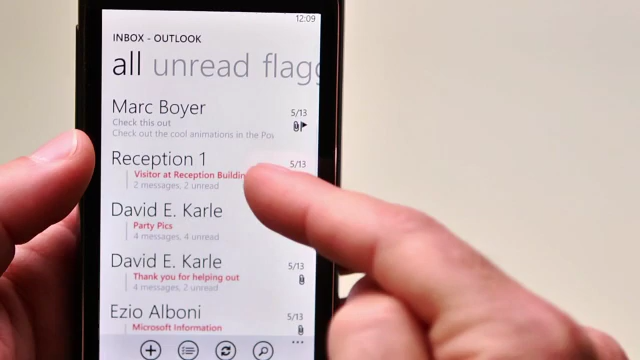 12:09
INBOX - OUTLOOK
all unread flagg
Marc Boyer
5/13
Check this out
Check out the cool animations in the Pow
Reception 1
5/13
Visitor at Reception Buildin
2 messages, 2 unread
David E. Karle
Party Pics
4 messages, 4 unread
David E. Karle
5/13
Thank you for helping out
4 messages, 2 unread
Ezio Alboni
5/13
Microsoft Information